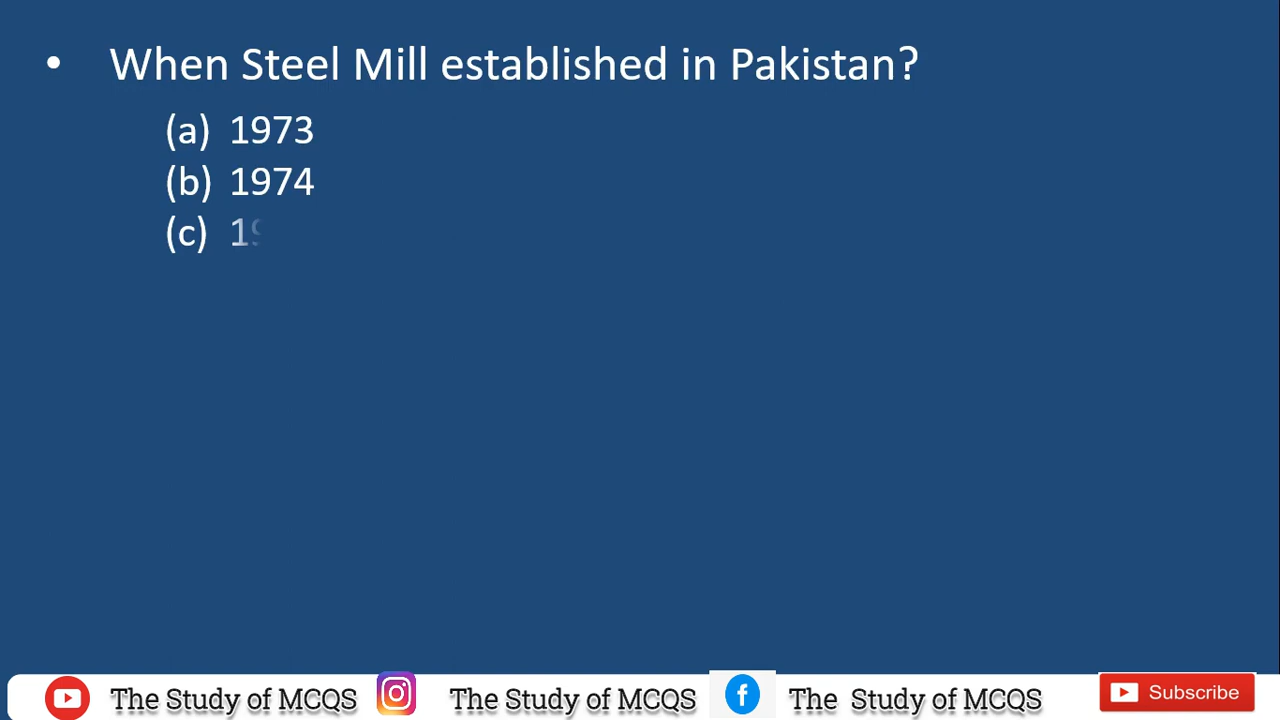 • When Steel Mill established in Pakistan?
(a) 1973
(b) 1974
(c)
The Study of MCQS The Study of MCQS The Study of MCQS Subscribe